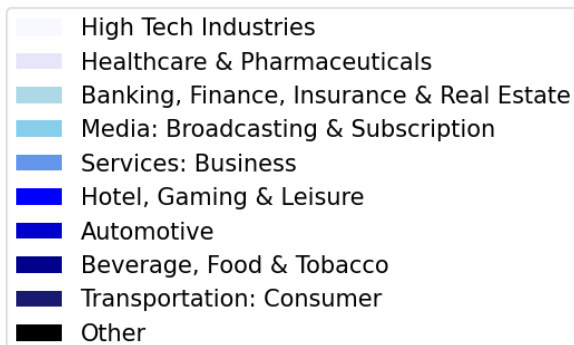 High Tech Industries
Healthcare & Pharmaceuticals
Banking, Finance, Insurance & Real Estate
Media: Broadcasting & Subscription
Services: Business
Hotel, Gaming & Leisure
Automotive
Beverage, Food & Tobacco
Transportation: Consumer
Other